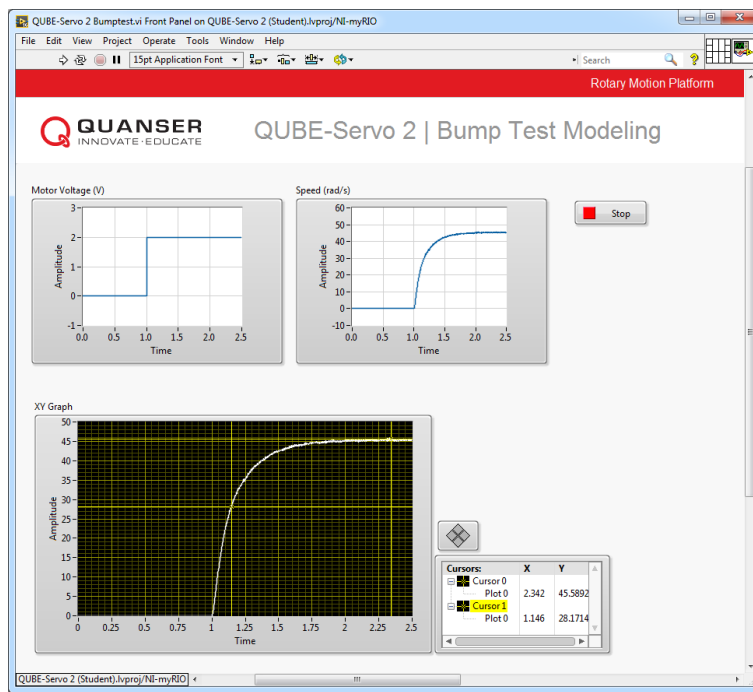 QUBE-Servo 2 Bumptest.vi Front Panel on QUBE-Servo 2 (Student).lvproj/NI-myRIO
File Edit View Project Operate Tools Window Help
15pt Application Font
Search
Rotary Motion Platform
QUANSER
INNOVATE·EDUCATE
QUBE-Servo 2 | Bump Test Modeling
Motor Voltage (V)
3
2
1
0
-1
Amplitude
0.0 0.5 1.0 1.5 2.0 2.5
Time
Speed (rad/s)
60
50
40
30
20
10
0
-10
Amplitude
0.0 0.5 1.0 1.5 2.0 2.5
Time
Stop
XY Graph
50
45
40
35
30
25
20
15
10
5
0
Amplitude
0 0.25 0.5 0.75 1 1.25 1.5 1.75 2 2.25 2.5
Time
Cursors: X Y
Cursor 0
Plot 0 2.342 45.5892
Cursor 1
Plot 0 1.146 28.1714
QUBE-Servo 2 (Student).lvproj/NI-myRIO